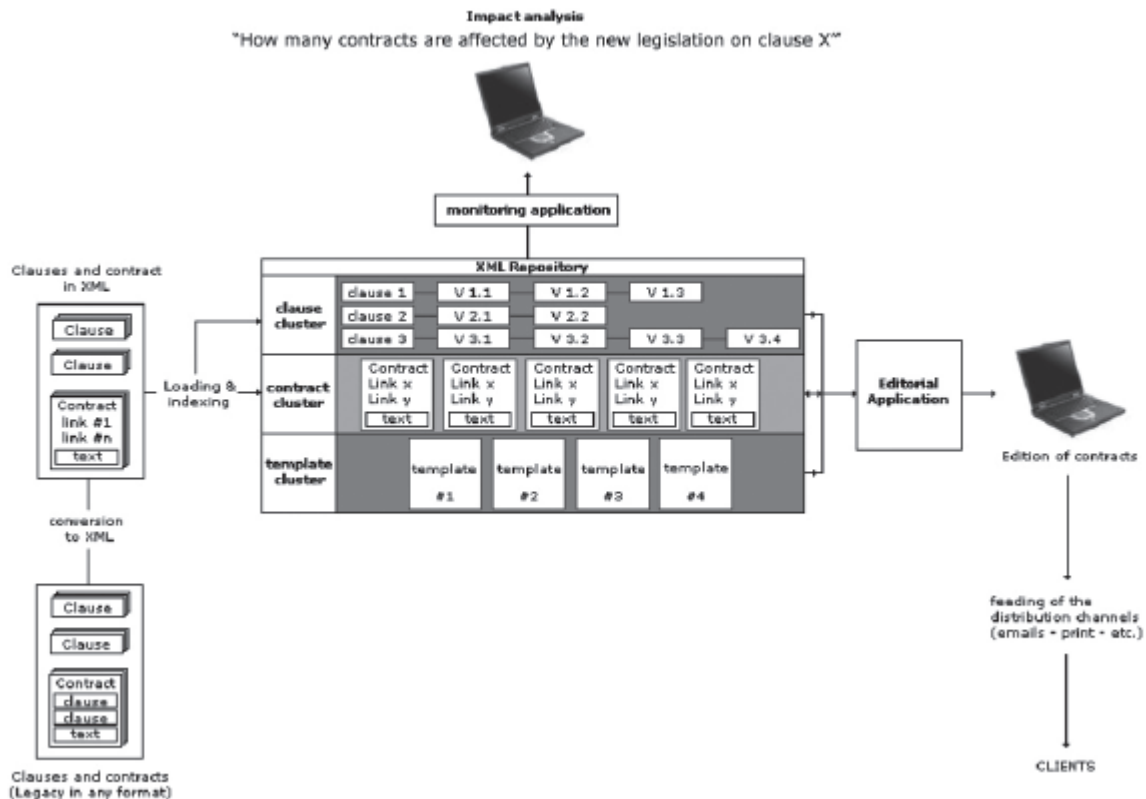 Impact analysis
"How many contracts are affected by the new legislation on clause X"
monitoring application
XML Repository
clause
cluster
clause 1
V 1.1
V 1.2
V 1.3
clause 2
V 2.1
V 2.2
clause 3
V 3.1
V 3.2
V 3.3
V 3.4
contract
cluster
Contract
Link x
Link y
text
Contract
Link x
Link y
text
Contract
Link x
Link y
text
Contract
Link x
Link y
text
Contract
Link x
Link y
text
template
cluster
template
#1
template
#2
template
#3
template
#4
Clauses and contract
in XML
Clause
Clause
Contract
link #1
link #n
text
Loading &
indexing
conversion
to XML
Clause
Clause
Contract
clause
clause
text
Clauses and contracts
(Legacy in any format)
Editorial
Application
Edition of contracts
feeding of the
distribution channels
(emails - print - etc.)
CLIENTS